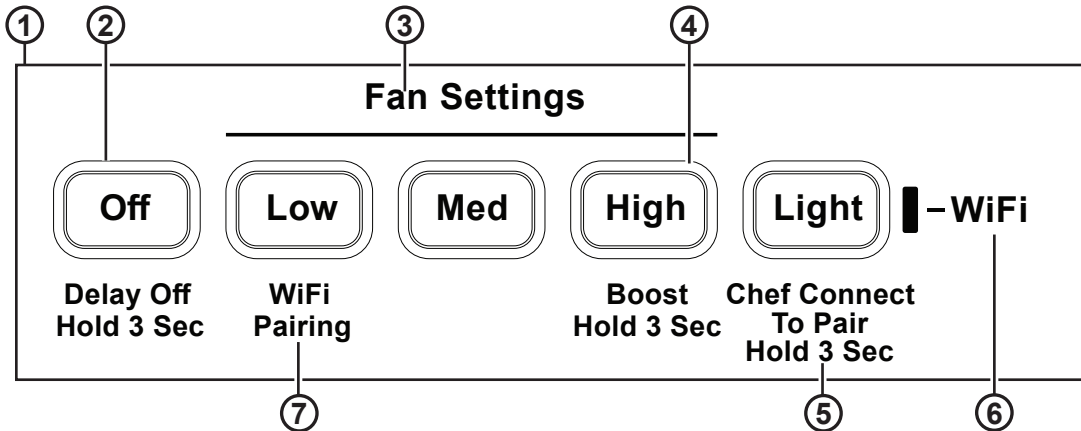 1 2 3 4
Fan Settings
Off Low Med High Light -WiFi
Delay Off WiFi Boost Chef Connect
Hold 3 Sec Pairing Hold 3 Sec To Pair
Hold 3 Sec
7 5 6